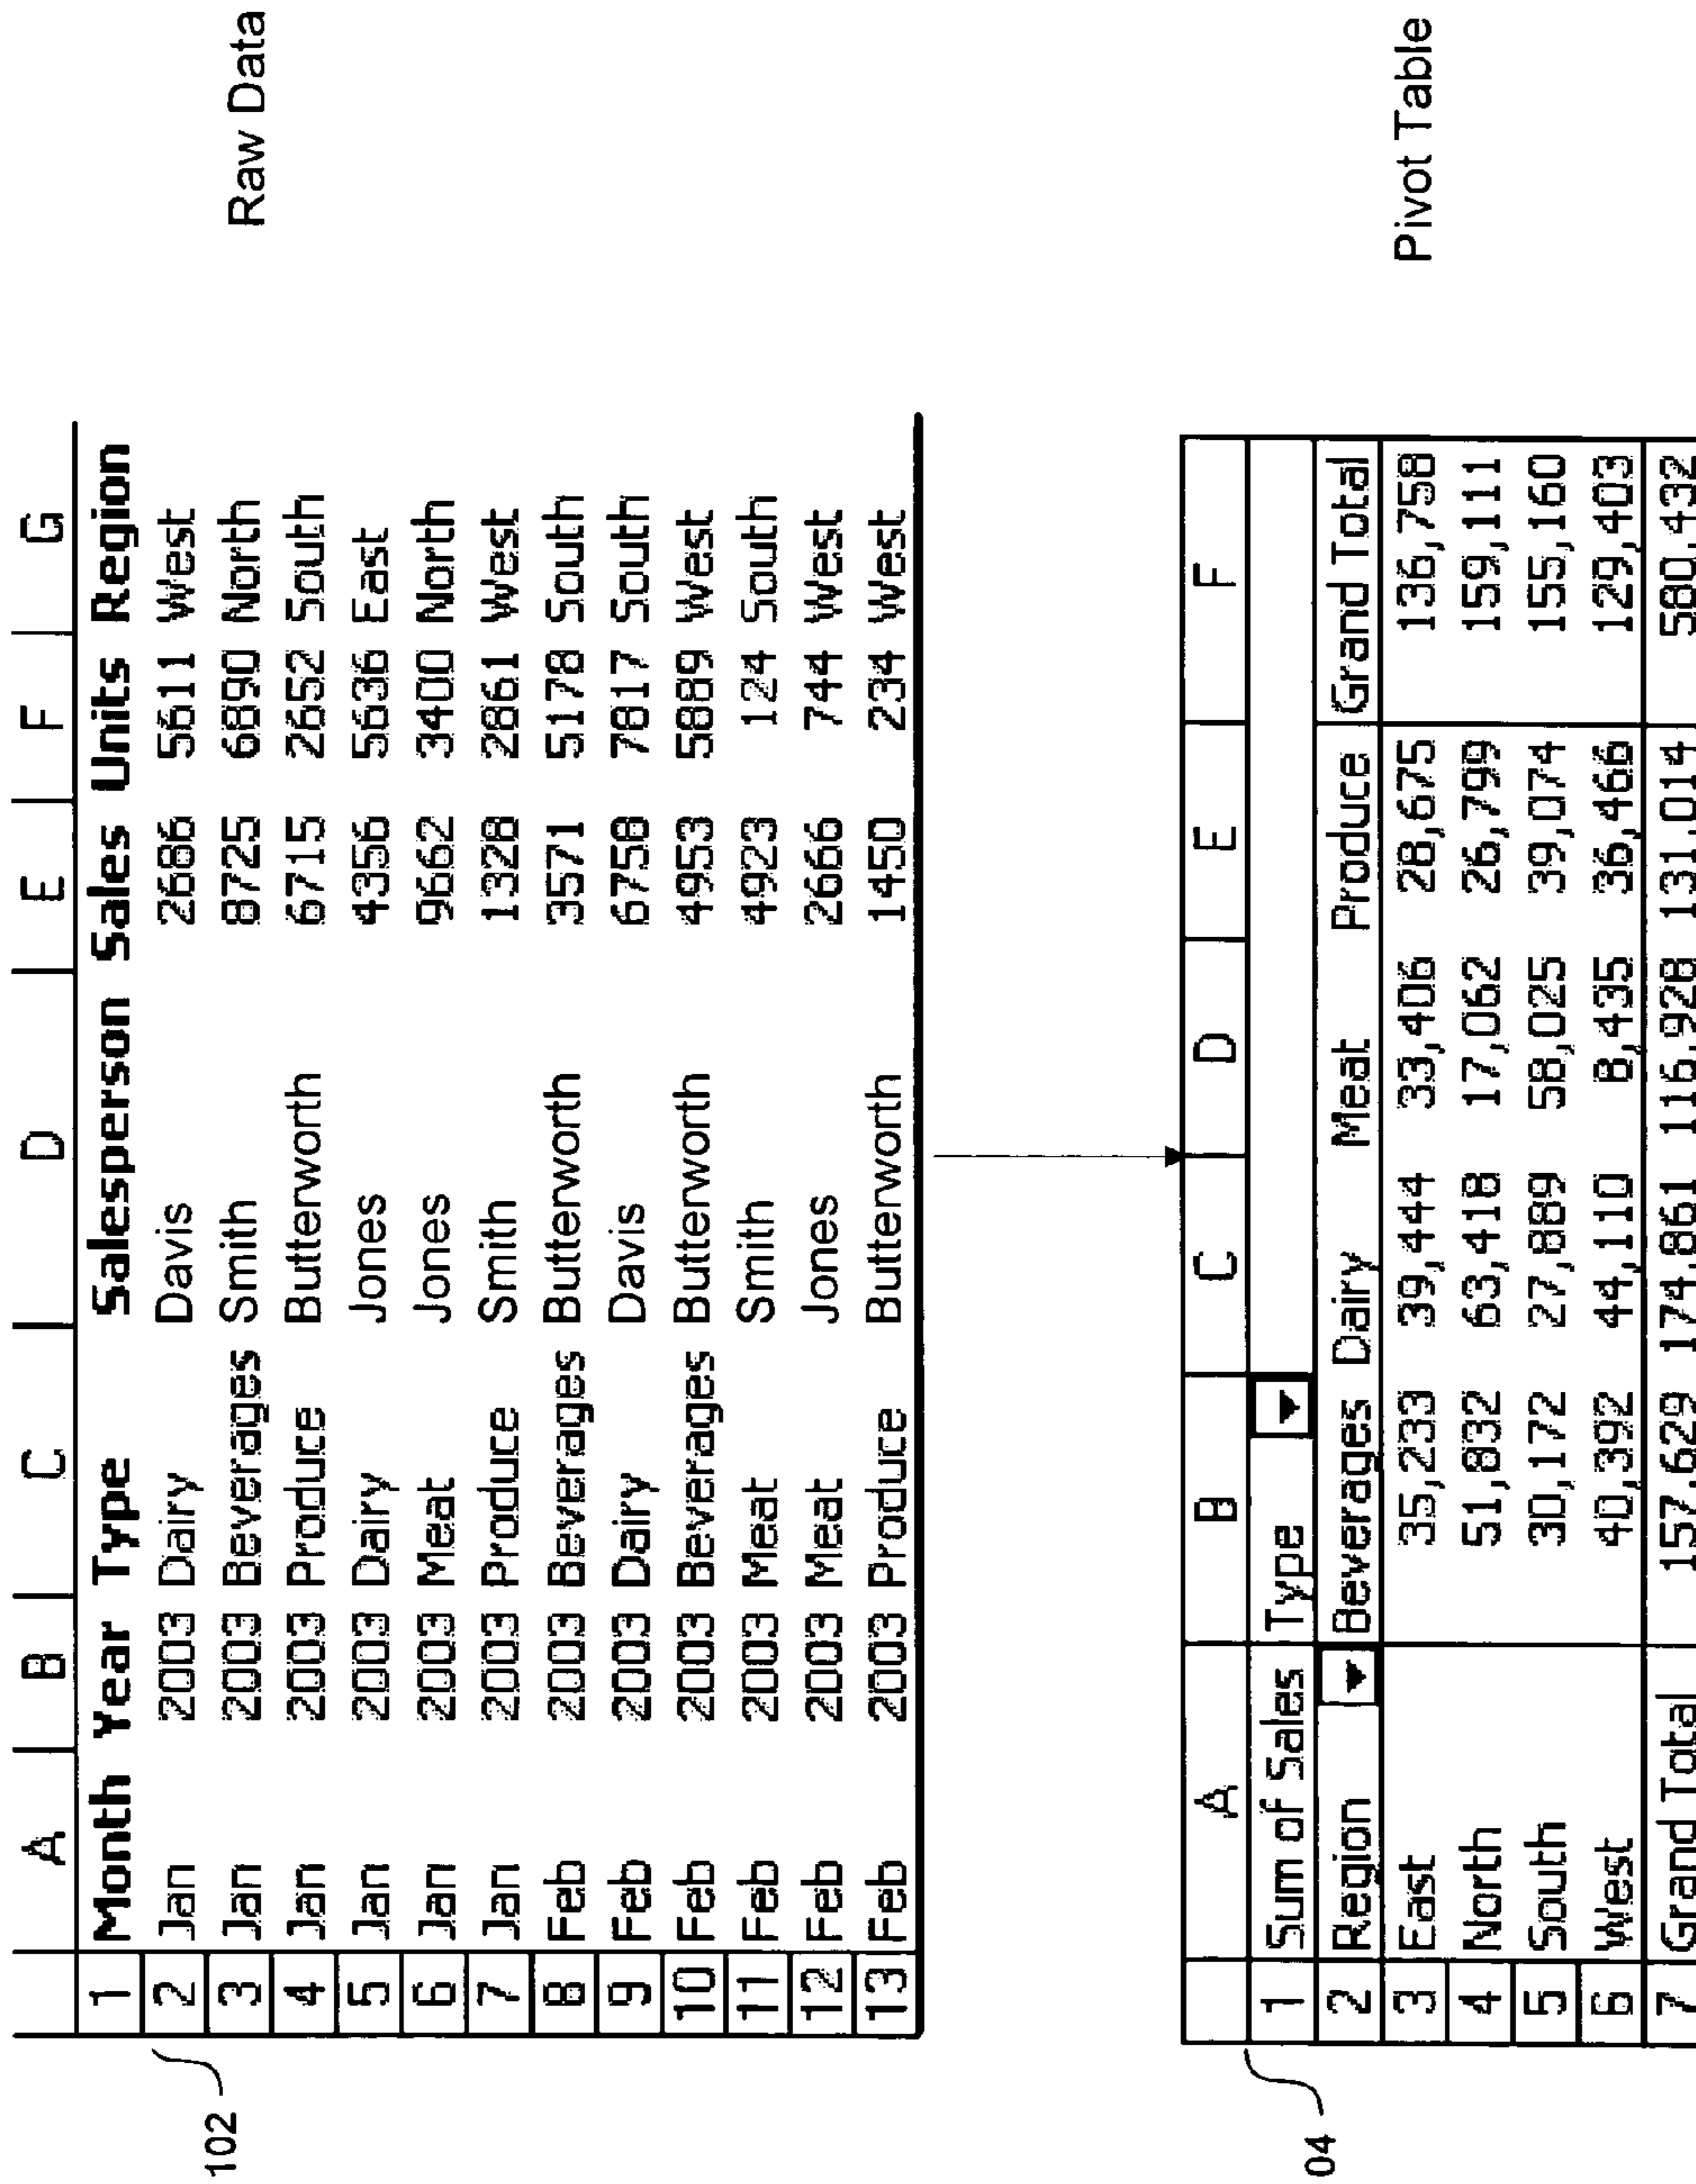 Raw Data
A B C D E F G
1 Month Year Type Salesperson Sales Units Region
2 Jan 2003 Dairy Davis 2686 5611 West
3 Jan 2003 Beverages Smith 8725 6890 North
4 Jan 2003 Produce Butterworth 6715 2652 South
5 Jan 2003 Dairy Jones 4356 5636 East
6 Jan 2003 Meat Jones 9662 3400 North
7 Jan 2003 Produce Smith 1328 2861 West
8 Feb 2003 Beverages Butterworth 3571 5178 South
9 Feb 2003 Dairy Davis 6758 7817 South
10 Feb 2003 Beverages Butterworth 4953 5889 West
11 Feb 2003 Meat Smith 4923 124 South
12 Feb 2003 Meat Jones 2666 744 West
13 Feb 2003 Produce Butterworth 1450 234 West
102
Pivot Table
A B C D E F
1 Sum of Sales Type
2 Region Beverages Dairy Meat Produce Grand Total
3 East 35,233 39,444 33,406 28,675 136,758
4 North 51,832 63,418 17,062 26,799 159,111
5 South 30,172 27,889 58,025 39,074 155,160
6 West 40,392 44,110 8,435 36,466 129,403
7 Grand Total 157,629 174,861 116,928 131,014 580,432
04